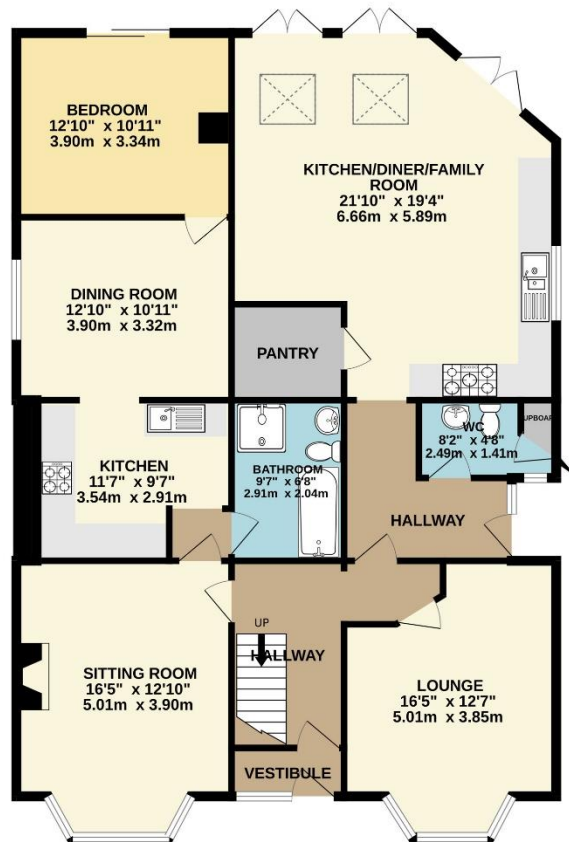 BEDROOM
12'10" x 10'11"
3.90m x 3.34m
KITCHEN/DINER/FAMILY
ROOM
21'10" x 19'4"
6.66m x 5.89m
DINING ROOM
12'10" x 10'11"
3.90m x 3.32m
PANTRY
KITCHEN
11'7" x 9'7"
3.54m x 2.91m
BATHROOM
9'7" x 6'8"
2.91m x 2.04m
WC
8'2" x 4'8"
2.49m x 1.41m
UPBOAR
HALLWAY
UP
HALLWAY
SITTING ROOM
16'5" x 12'10"
5.01m x 3.90m
LOUNGE
16'5" x 12'7"
5.01m x 3.85m
VESTIBULE